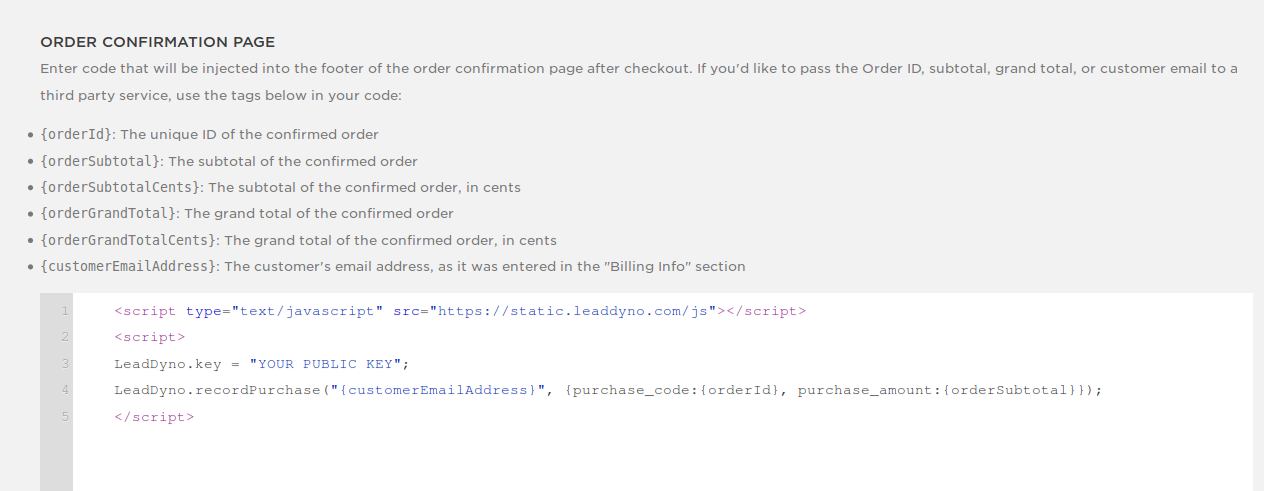 ORDER CONFIRMATION PAGE
Enter code that will be injected into the footer of the order confirmation page after checkout. If you'd like to pass the Order ID, subtotal, grand total, or customer email to a
third party service, use the tags below in your code:
• {orderId}: The unique ID of the confirmed order
• {orderSubtotal}: The subtotal of the confirmed order
• {orderSubtotalCents}: The subtotal of the confirmed order, in cents
• {orderGrandTotal}: The grand total of the confirmed order
• {orderGrandTotalCents}: The grand total of the confirmed order, in cents
• {customerEmailAddress}: The customer's email address, as it was entered in the "Billing Info" section
1 <script type="text/javascript" src="https://static.leaddyno.com/js"></script>
2 <script>
3 LeadDyno.key = "YOUR PUBLIC KEY";
4 LeadDyno.recordPurchase("{customerEmailAddress}", {purchase_code:{orderId}, purchase_amount:{orderSubtotal}});
5 </script>